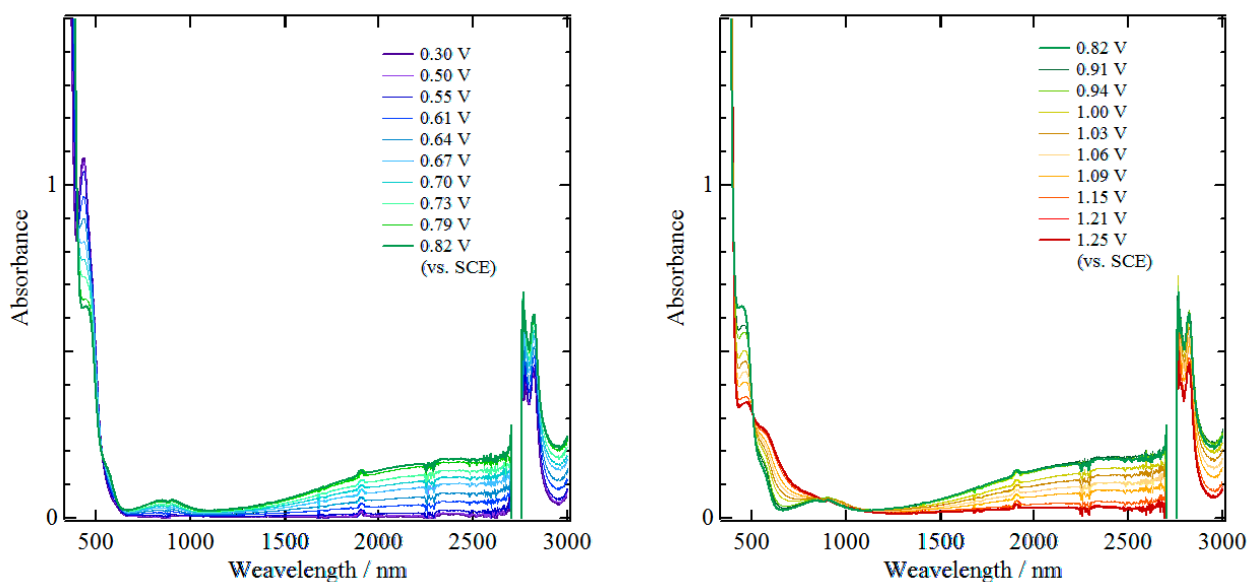 Absorbance
1
0
0.30 V
0.50 V
0.55 V
0.61 V
0.64 V
0.67 V
0.70 V
0.73 V
0.79 V
0.82 V
(vs. SCE)
500 1000 1500 2000 2500 3000
Weavelength / nm
Absorbance
1
0
0.82 V
0.91 V
0.94 V
1.00 V
1.03 V
1.06 V
1.09 V
1.15 V
1.21 V
1.25 V
(vs. SCE)
500 1000 1500 2000 2500 3000
Weavelength / nm